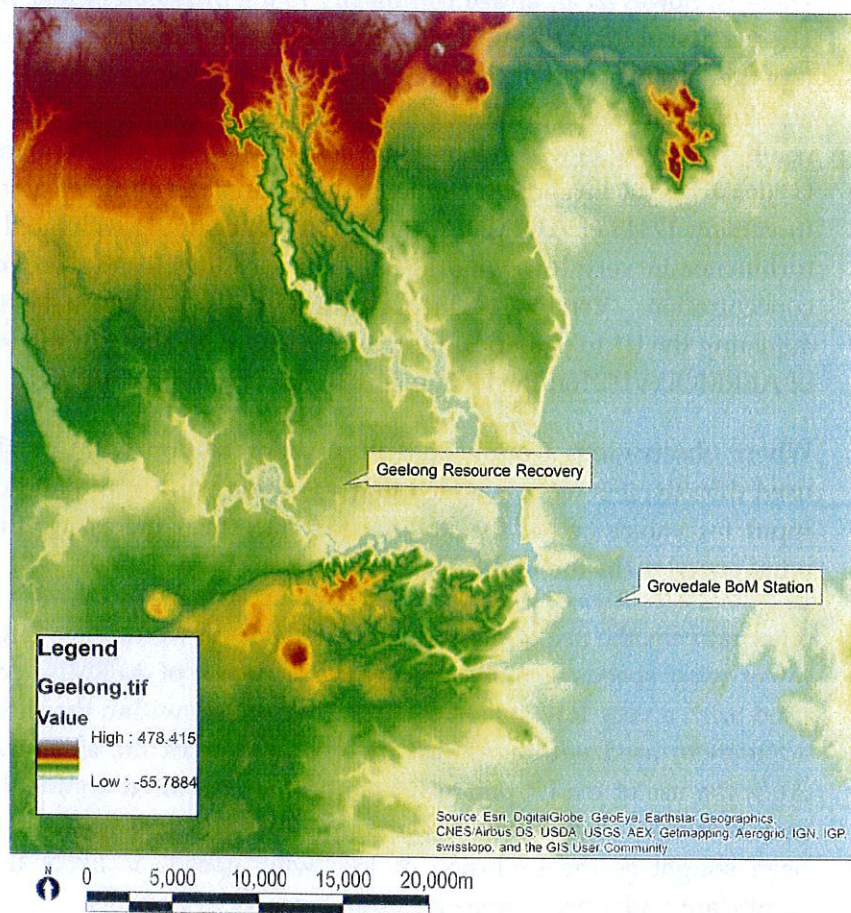 Geelong Resource Recovery
Grovedale BoM Station
Legend
Geelong.tif
Value
High : 478.415
Low : -55.7884
Source: Esri, DigitalGlobe, GeoEye, Earthstar Geographics,
CNES/Airbus DS, USDA, USGS, AEX, Getmapping, Aerogrid, IGN, IGP,
swisstopo, and the GIS User Community
N
0 5,000 10,000 15,000 20,000m